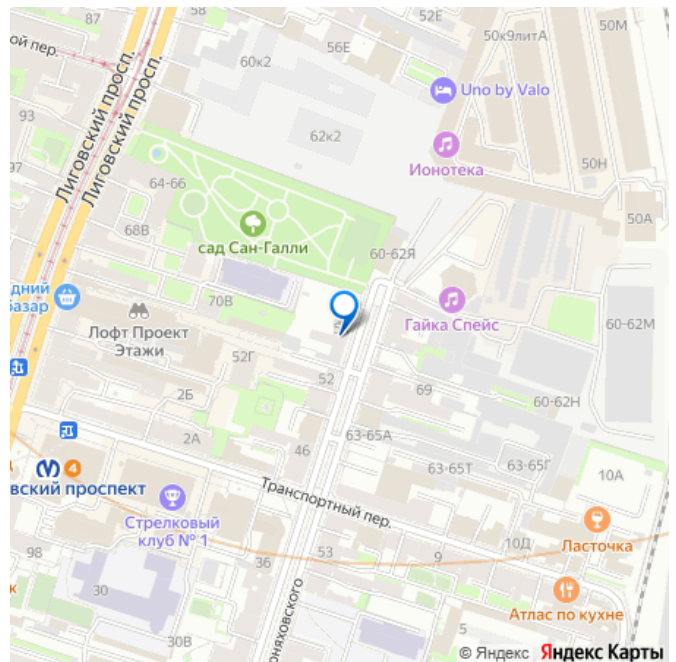 52Е
50М
50к9литА
ой пер.
56Е
60к2
Uno by Valo
Лиговский просп.
Лиговский просп.
93
62к2
Ионотека
50Н
97
64-66
50А
68В
сад Сан-Галли
60-62Я
дний
базар
70В
Гайка Спейс
60-62М
Лофт Проект
Этажи
52Г
52
69
2Б
60-62Н
2А
46
63-65А
4
вский проспект
63-65Т
63-65Г
10А
Транспортный пер.
Стрелковый
клуб № 1
Ласточка
98
36
53
9
10Д
30
к
Атлас по кухне
30В
оняховского
5
© Яндекс Яндекс Карты